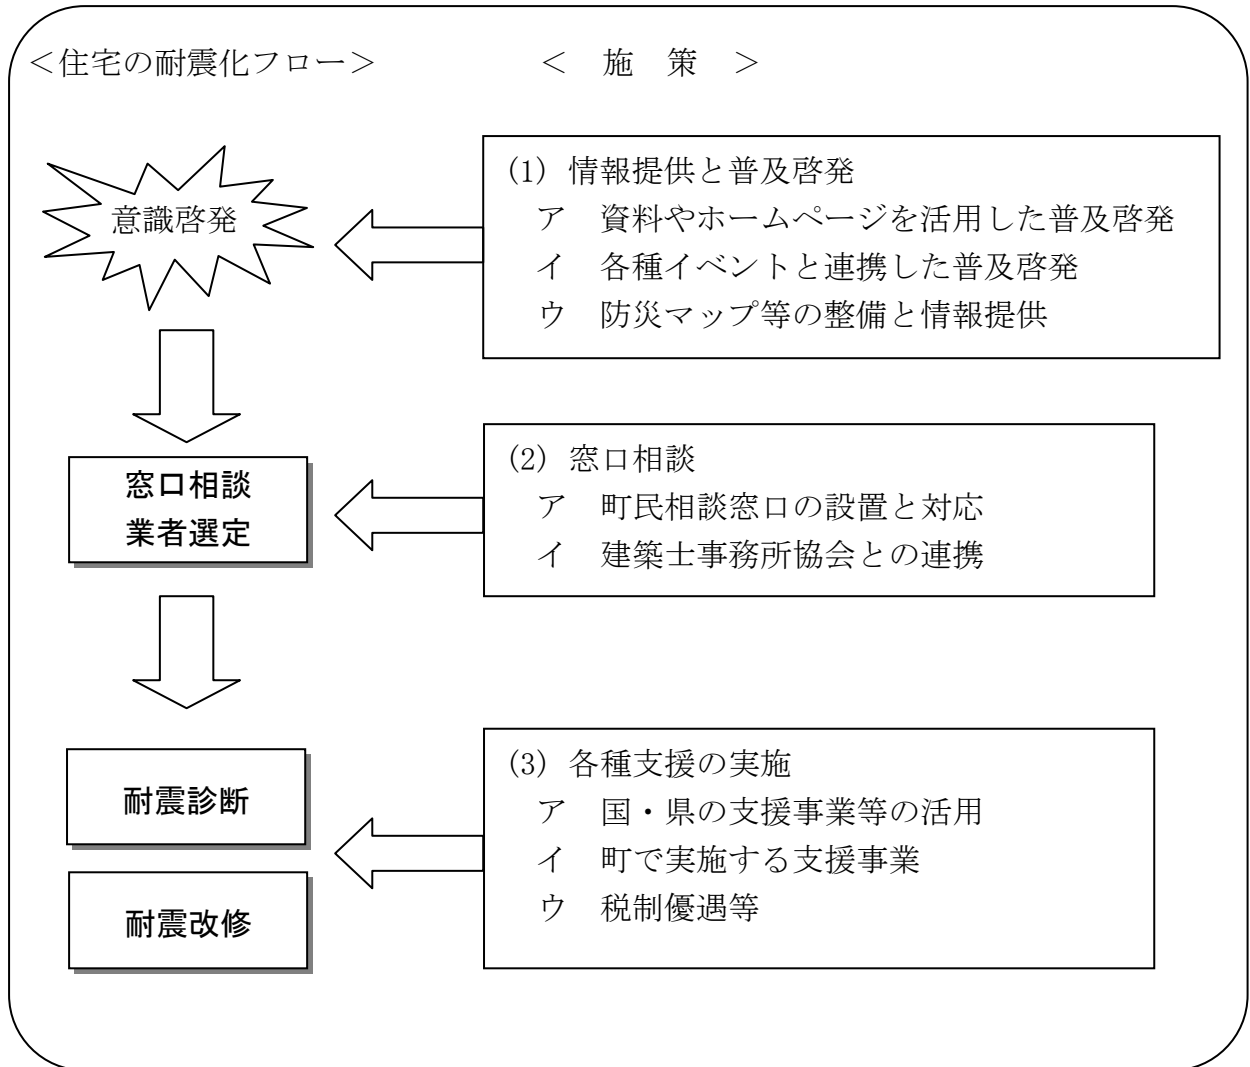 ＜住宅の耐震化フロー＞
＜　施　策　＞
意識啓発
(1) 情報提供と普及啓発
ア　資料やホームページを活用した普及啓発
イ　各種イベントと連携した普及啓発
ウ　防災マップ等の整備と情報提供
窓口相談
業者選定
(2) 窓口相談
ア　町民相談窓口の設置と対応
イ　建築士事務所協会との連携
耐震診断
耐震改修
(3) 各種支援の実施
ア　国・県の支援事業等の活用
イ　町で実施する支援事業
ウ　税制優遇等